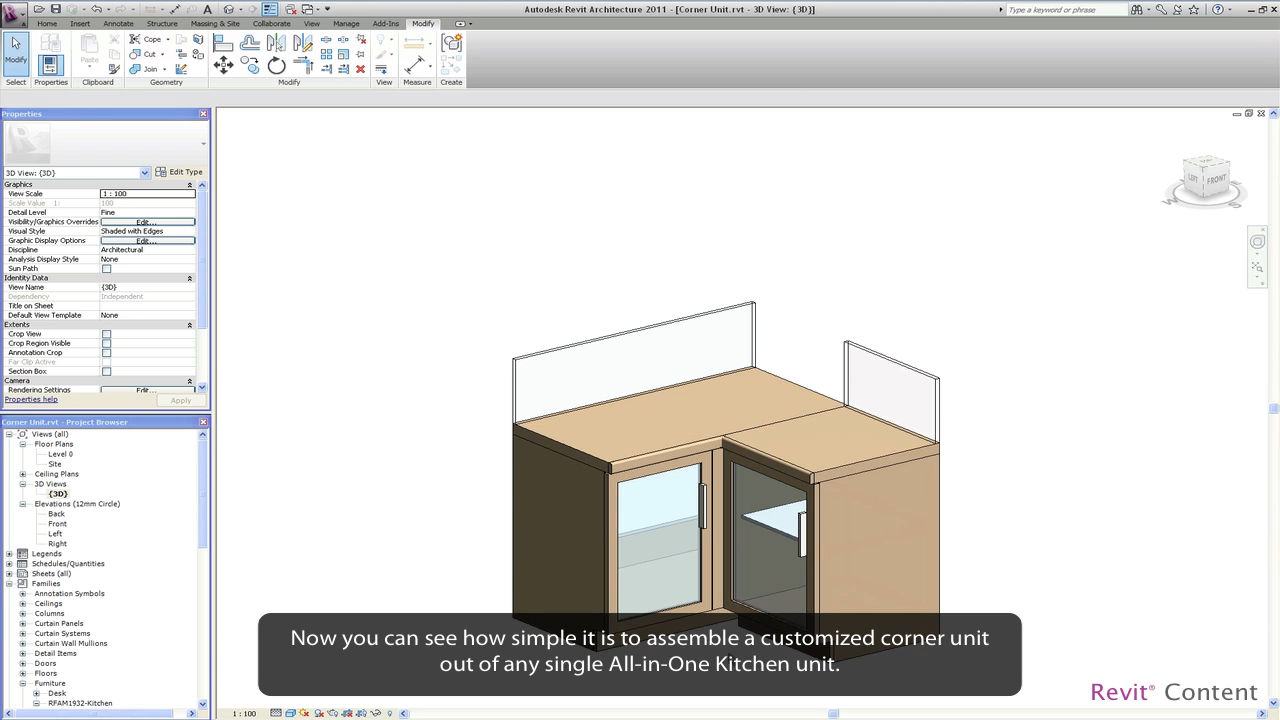 Autodesk Revit Architecture 2011 - [Corner Unit.rvt - 3D View: {3D}]
Type a keyword or phrase
Home Insert Annotate Structure Massing & Site Collaborate View Manage Add-Ins Modify
Modify
Paste
Cope
Cut
Join
Select Properties Clipboard Geometry Modify View Measure Create
Properties
3D View: {3D}
Edit Type
Graphics
View Scale 1 : 100
Scale Value 1: 100
Detail Level Fine
Visibility/Graphics Overrides Edit...
Visual Style Shaded with Edges
Graphic Display Options Edit...
Discipline Architectural
Analysis Display Style None
Sun Path
Identity Data
View Name {3D}
Dependency Independent
Title on Sheet
Default View Template None
Extents
Crop View
Crop Region Visible
Annotation Crop
Far Clip Active
Section Box
Camera
Rendering Settings Edit...
Properties help
Apply
Corner Unit.rvt - Project Browser
Views (all)
Floor Plans
Level 0
Site
Ceiling Plans
3D Views
{3D}
Elevations (12mm Circle)
Back
Front
Left
Right
Legends
Schedules/Quantities
Sheets (all)
Families
Annotation Symbols
Ceilings
Columns
Curtain Panels
Curtain Systems
Curtain Wall Mullions
Detail Items
Doors
Floors
Furniture
Desk
RFAM1932-Kitchen
LEFT FRONT
Now you can see how simple it is to assemble a customized corner unit
out of any single All-in-One Kitchen unit.
1 : 100
Revit® Content